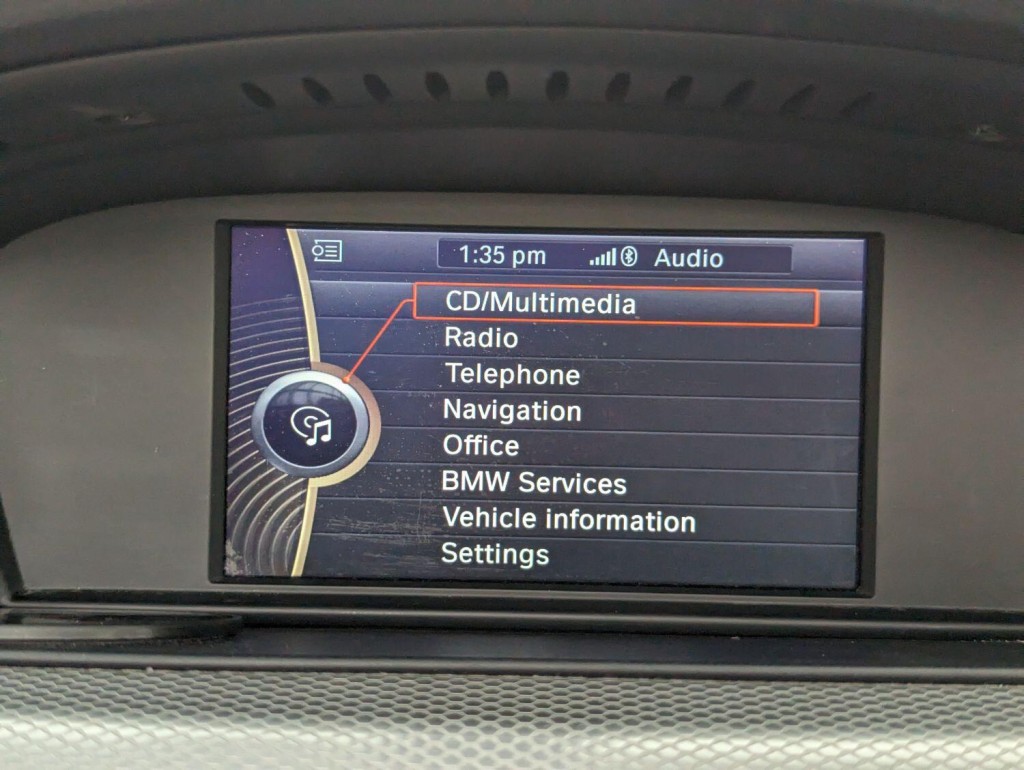 1:35 pm Audio
CD/Multimedia
Radio
Telephone
Navigation
Office
BMW Services
Vehicle information
Settings